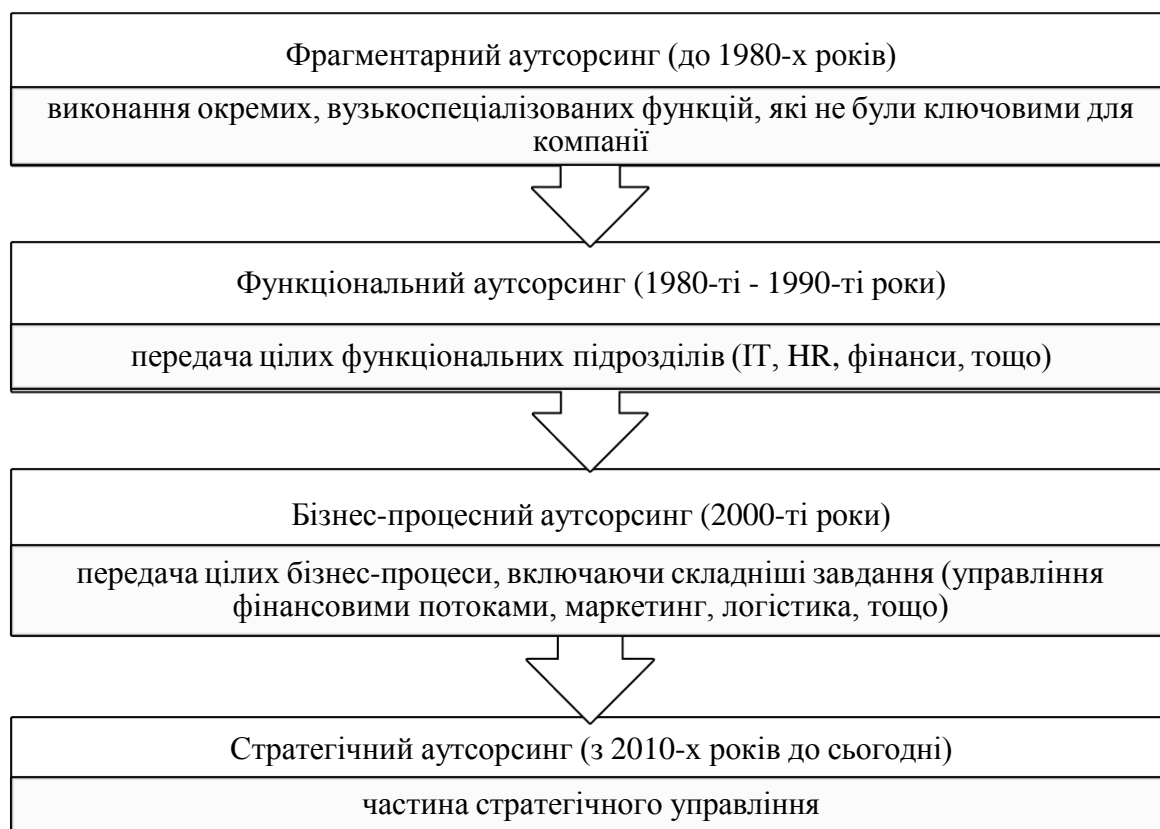 Фрагментарний аутсорсинг (до 1980-х років)
виконання окремих, вузькоспеціалізованих функцій, які не були ключовими для
компанії
Функціональний аутсорсинг (1980-ті - 1990-ті роки)
передача цілих функціональних підрозділів (ІТ, HR, фінанси, тощо)
Бізнес-процесний аутсорсинг (2000-ті роки)
передача цілих бізнес-процеси, включаючи складніші завдання (управління
фінансовими потоками, маркетинг, логістика, тощо)
Стратегічний аутсорсинг (з 2010-х років до сьогодні)
частина стратегічного управління